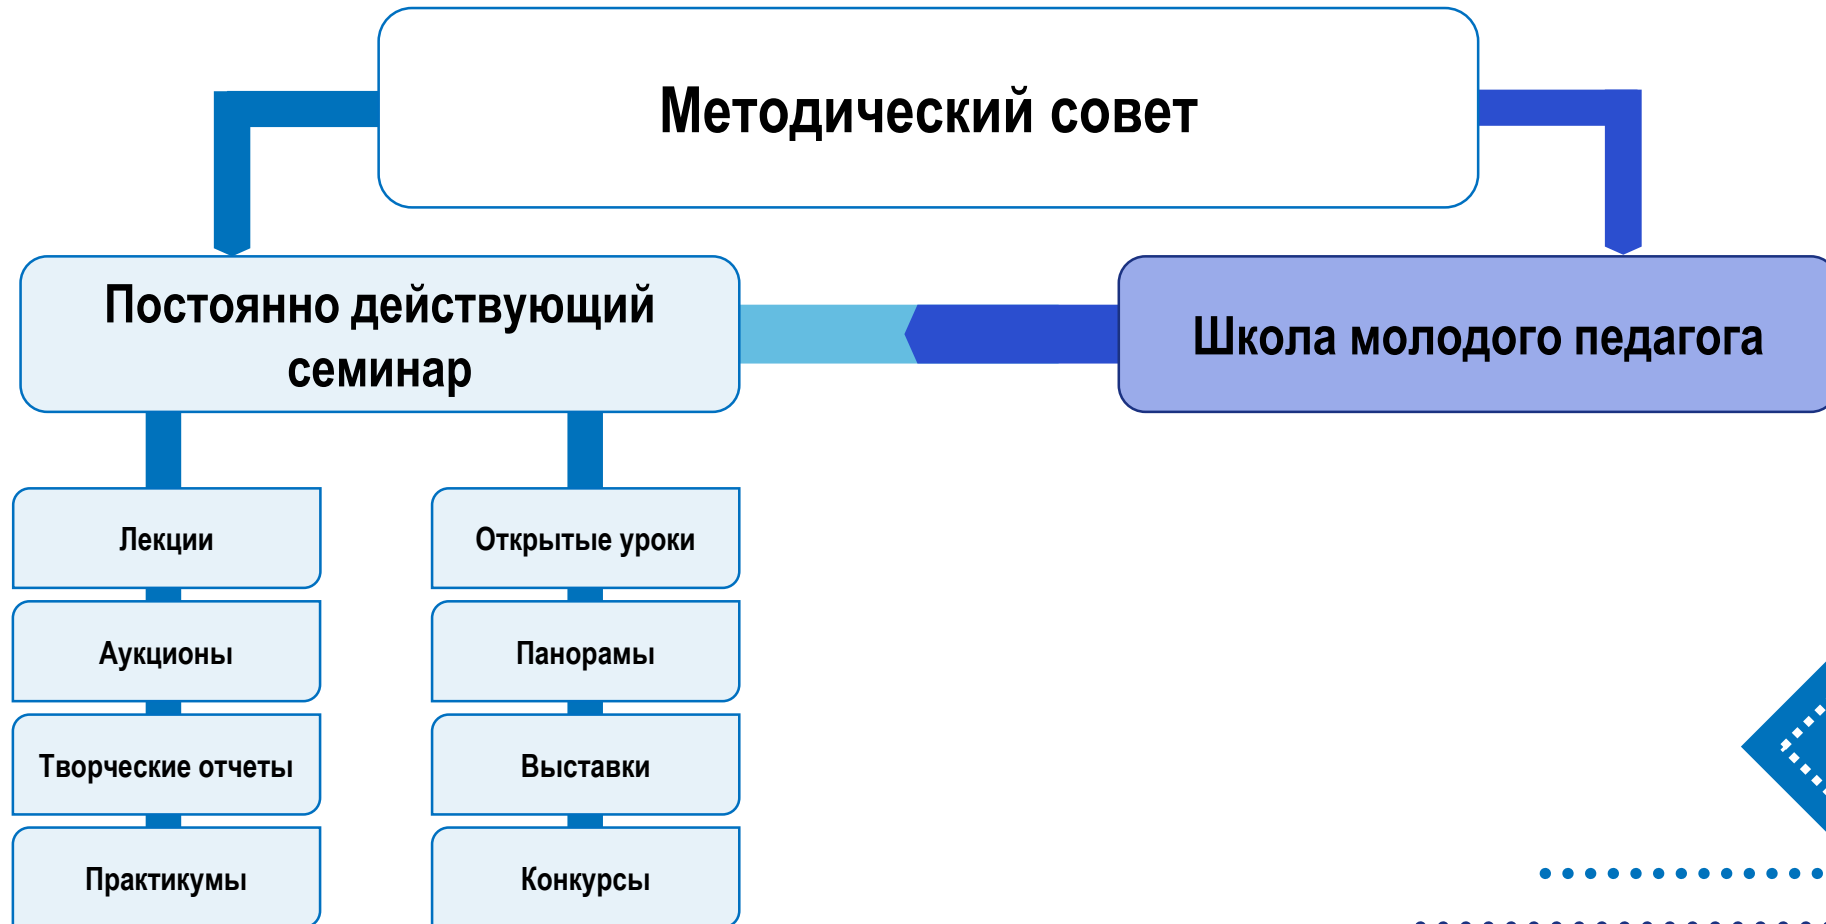 Методический совет
Постоянно действующий
семинар
Школа молодого педагога
Лекции
Открытые уроки
Аукционы
Панорамы
Творческие отчеты
Выставки
Практикумы
Конкурсы